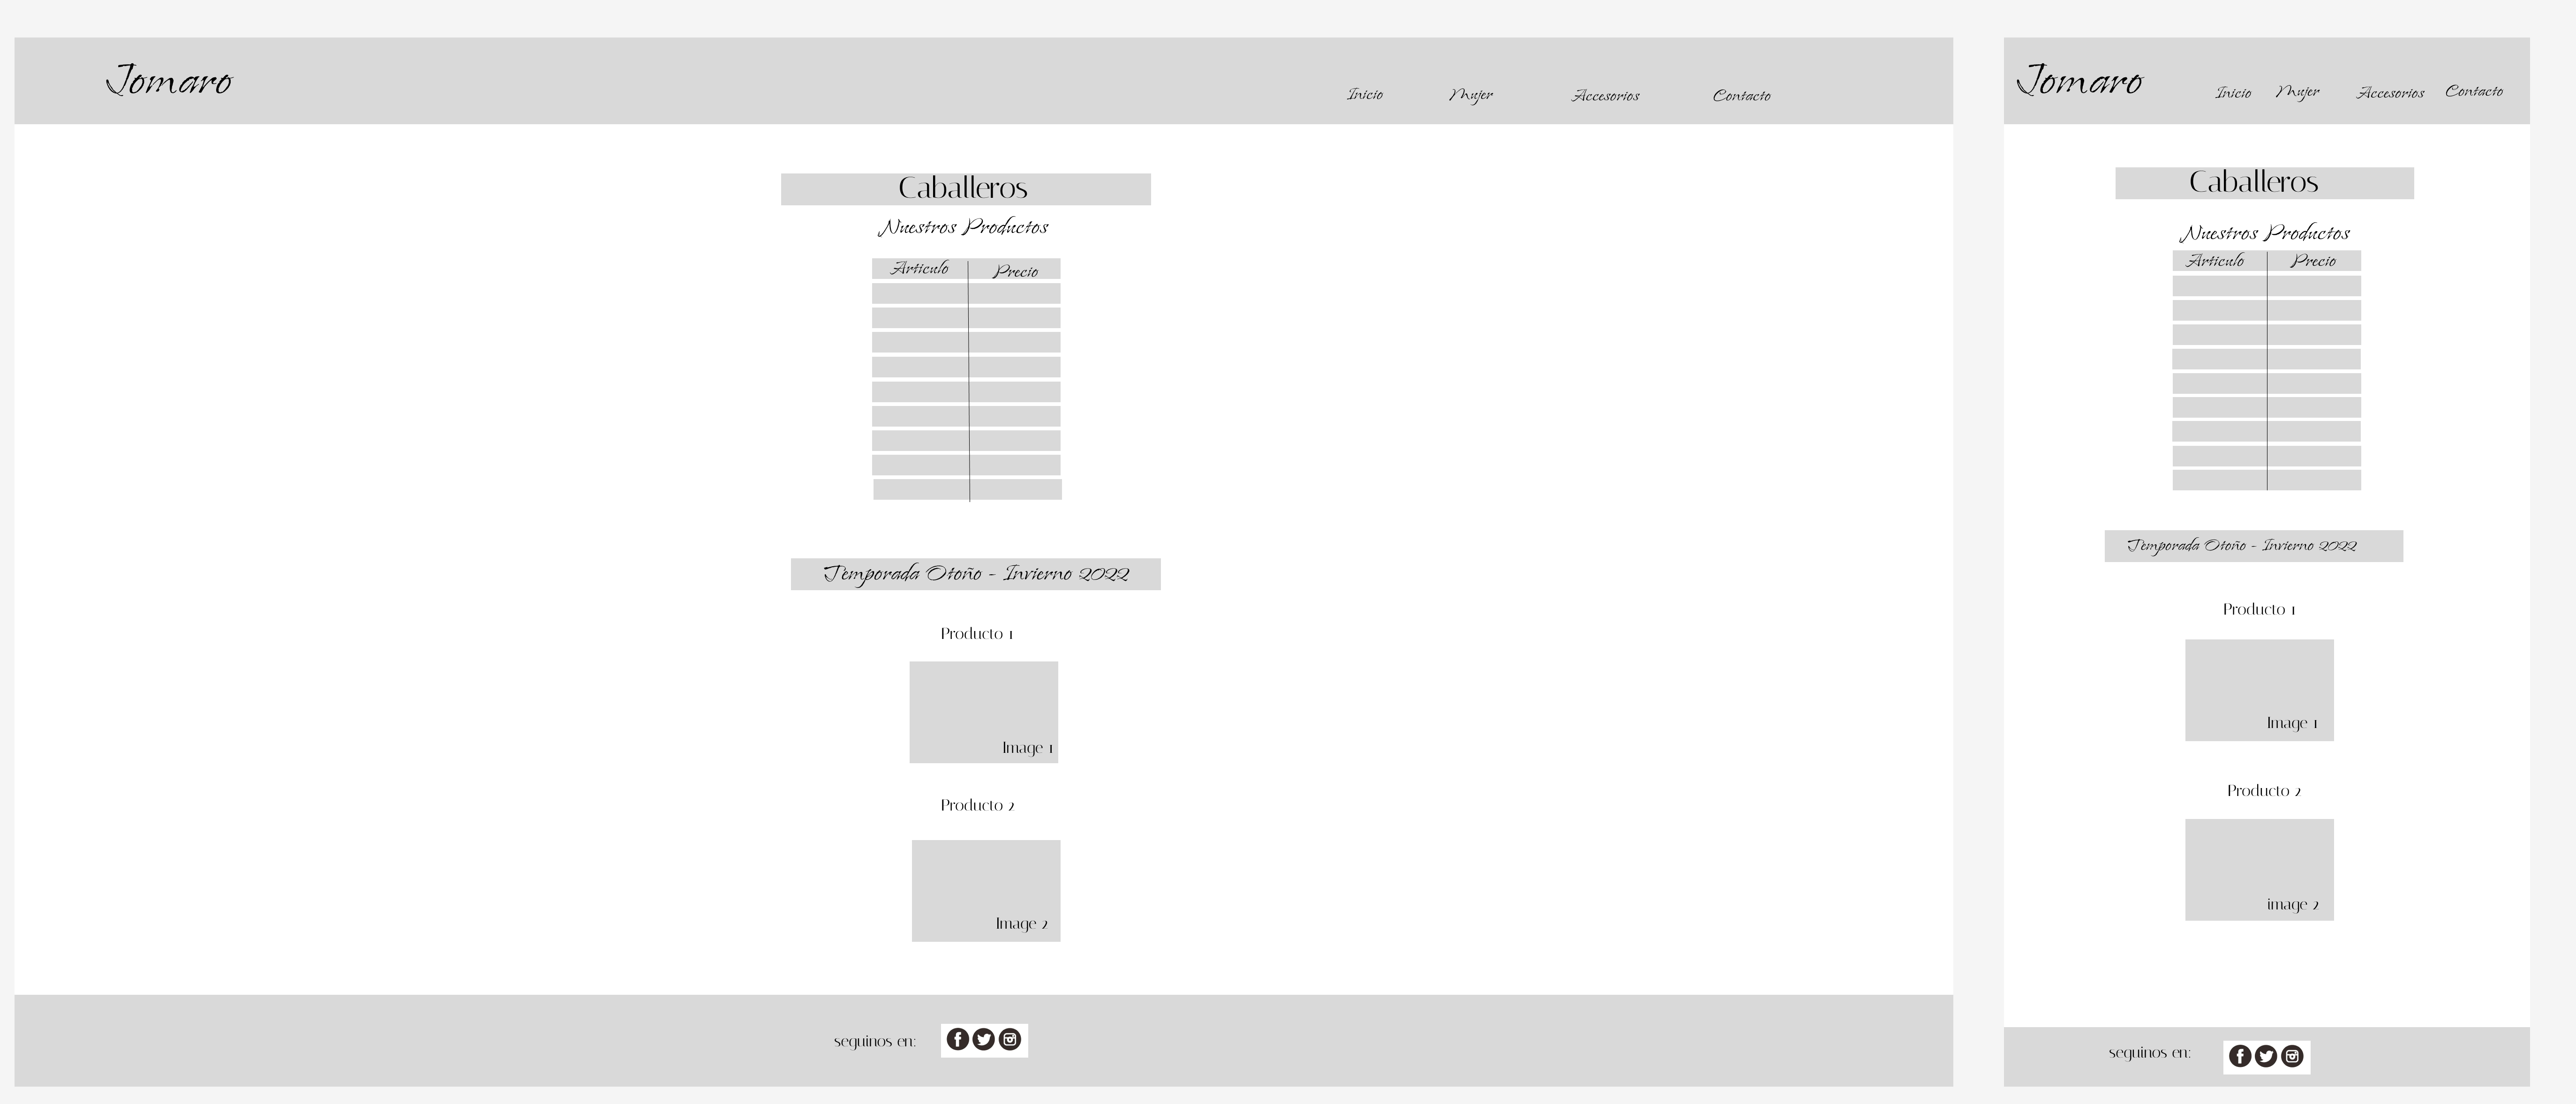 Jomaro
Inicio Mujer Accesorios Contacto
Caballeros
Nuestros Productos
Articulo Precio
Temporada Otoño - Invierno 2022
Producto 1
Image 1
Producto 2
Image 2
seguinos en:
Jomaro
Inicio Mujer Accesorios Contacto
Caballeros
Nuestros Productos
Articulo Precio
Temporada Otoño - Invierno 2022
Producto 1
Image 1
Producto 2
image 2
seguinos en: